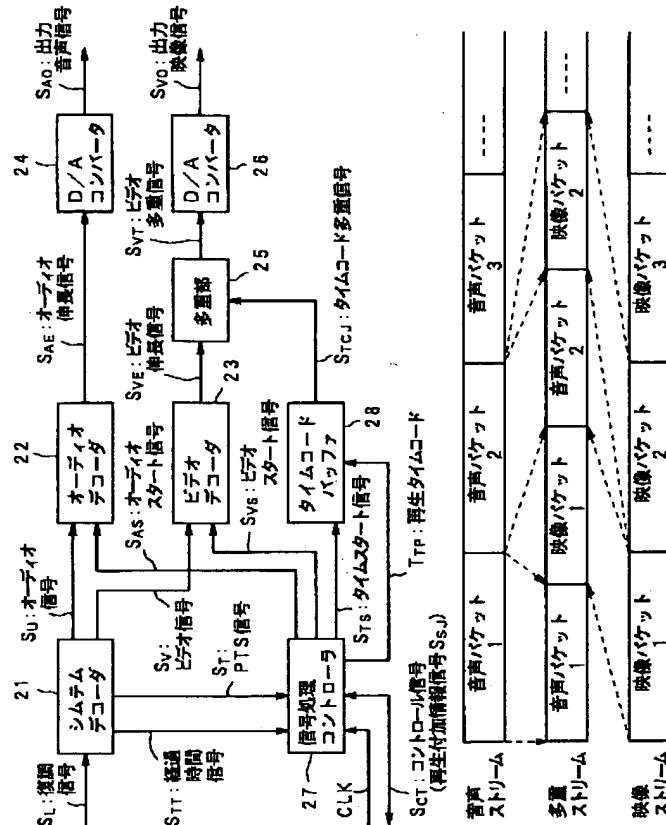 SL：復調
信号
21
シムテム
デコーダ
SU：オーディオ
信号
22
オーディオ
デコーダ
SAE：オーディオ
伸長信号
24
D/A
コンバータ
SAO：出力
音声信号
SAS：オーディオ
スタート信号
SV：
ビデオ信号
ST：
PTS信号
STT：経過
時間
信号
ビデオ
デコーダ
23
SVE：ビデオ
伸長信号
多重部
25
SVT：ビデオ
多重信号
D/A
コンバータ
26
SVO：出力
映像信号
SVS：ビデオ
スタート信号
27
信号処理
コントローラ
CLK
STS：タイムスタート信号
タイムコード
バッファ
28
STCJ：タイムコード多重信号
TTP：再生タイムコード
SCT：コントロール信号
(再生付加情報信号SSJ)
音声
ストリーム
音声パケット
1
音声パケット
2
音声パケット
3
多重
ストリーム
音声パケット
1
映像パケット
1
音声パケット
2
映像パケット
2
映像
ストリーム
映像パケット
1
映像パケット
2
映像パケット
3